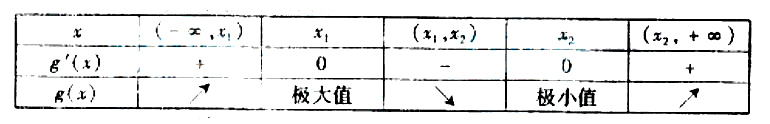 x (-∞,x₁) x₁ (x₁,x₂) x₂ (x₂,+∞)
g′(x) + 0 - 0 +
g(x) ↗ 极大值 ↘ 极小值 ↗